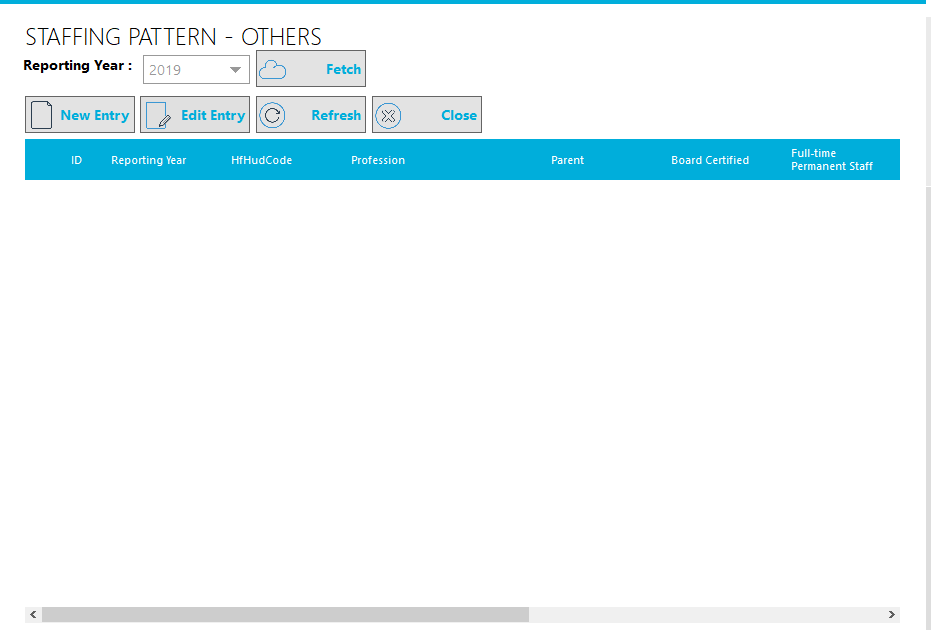 STAFFING PATTERN - OTHERS
Reporting Year :
2019
Fetch
New Entry
Edit Entry
Refresh
Close
ID
Reporting Year
HfHudCode
Profession
Parent
Board Certified
Full-time
Permanent Staff